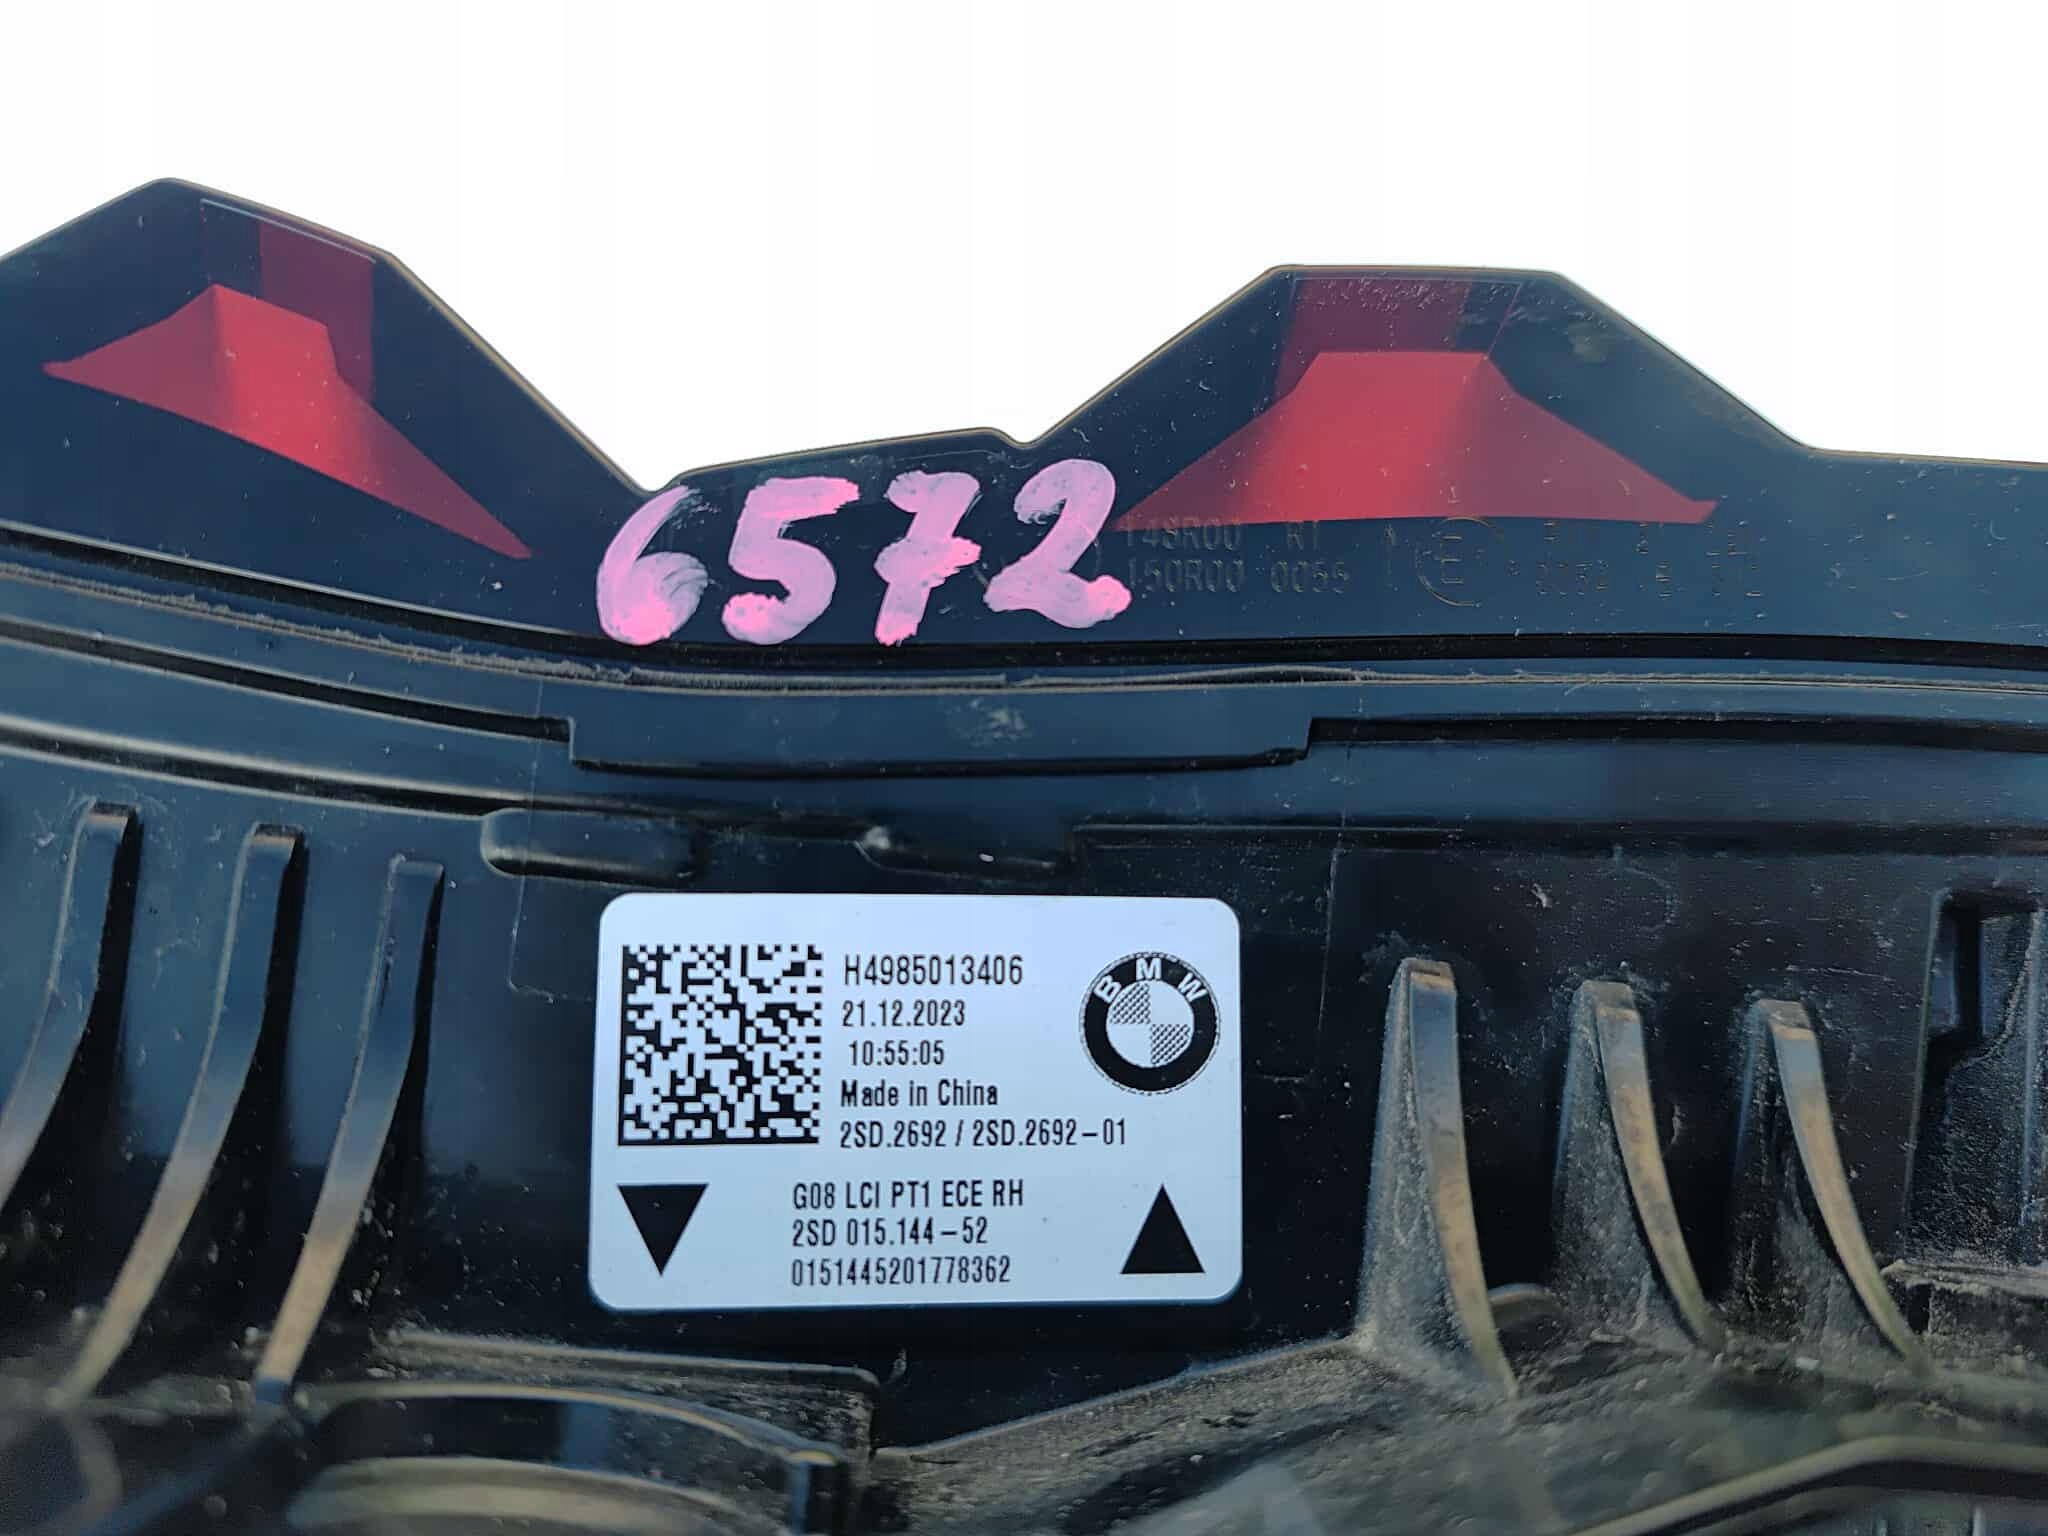 6572
148R00 R1
150R00 0055
E
H4985013406
21.12.2023
10:55:05
Made in China
2SD.2692 / 2SD.2692-01
BMW
G08 LCI PT1 ECE RH
2SD 015.144-52
0151445201778362